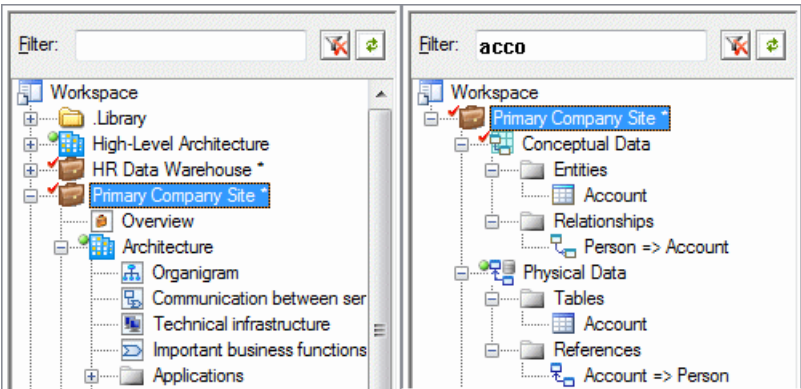 Filter:
Workspace
.Library
High-Level Architecture
HR Data Warehouse *
Primary Company Site *
Overview
Architecture
Organigram
Communication between ser
Technical infrastructure
Important business functions
Applications
Filter: acco
Workspace
Primary Company Site *
Conceptual Data
Entities
Account
Relationships
Person => Account
Physical Data
Tables
Account
References
Account => Person